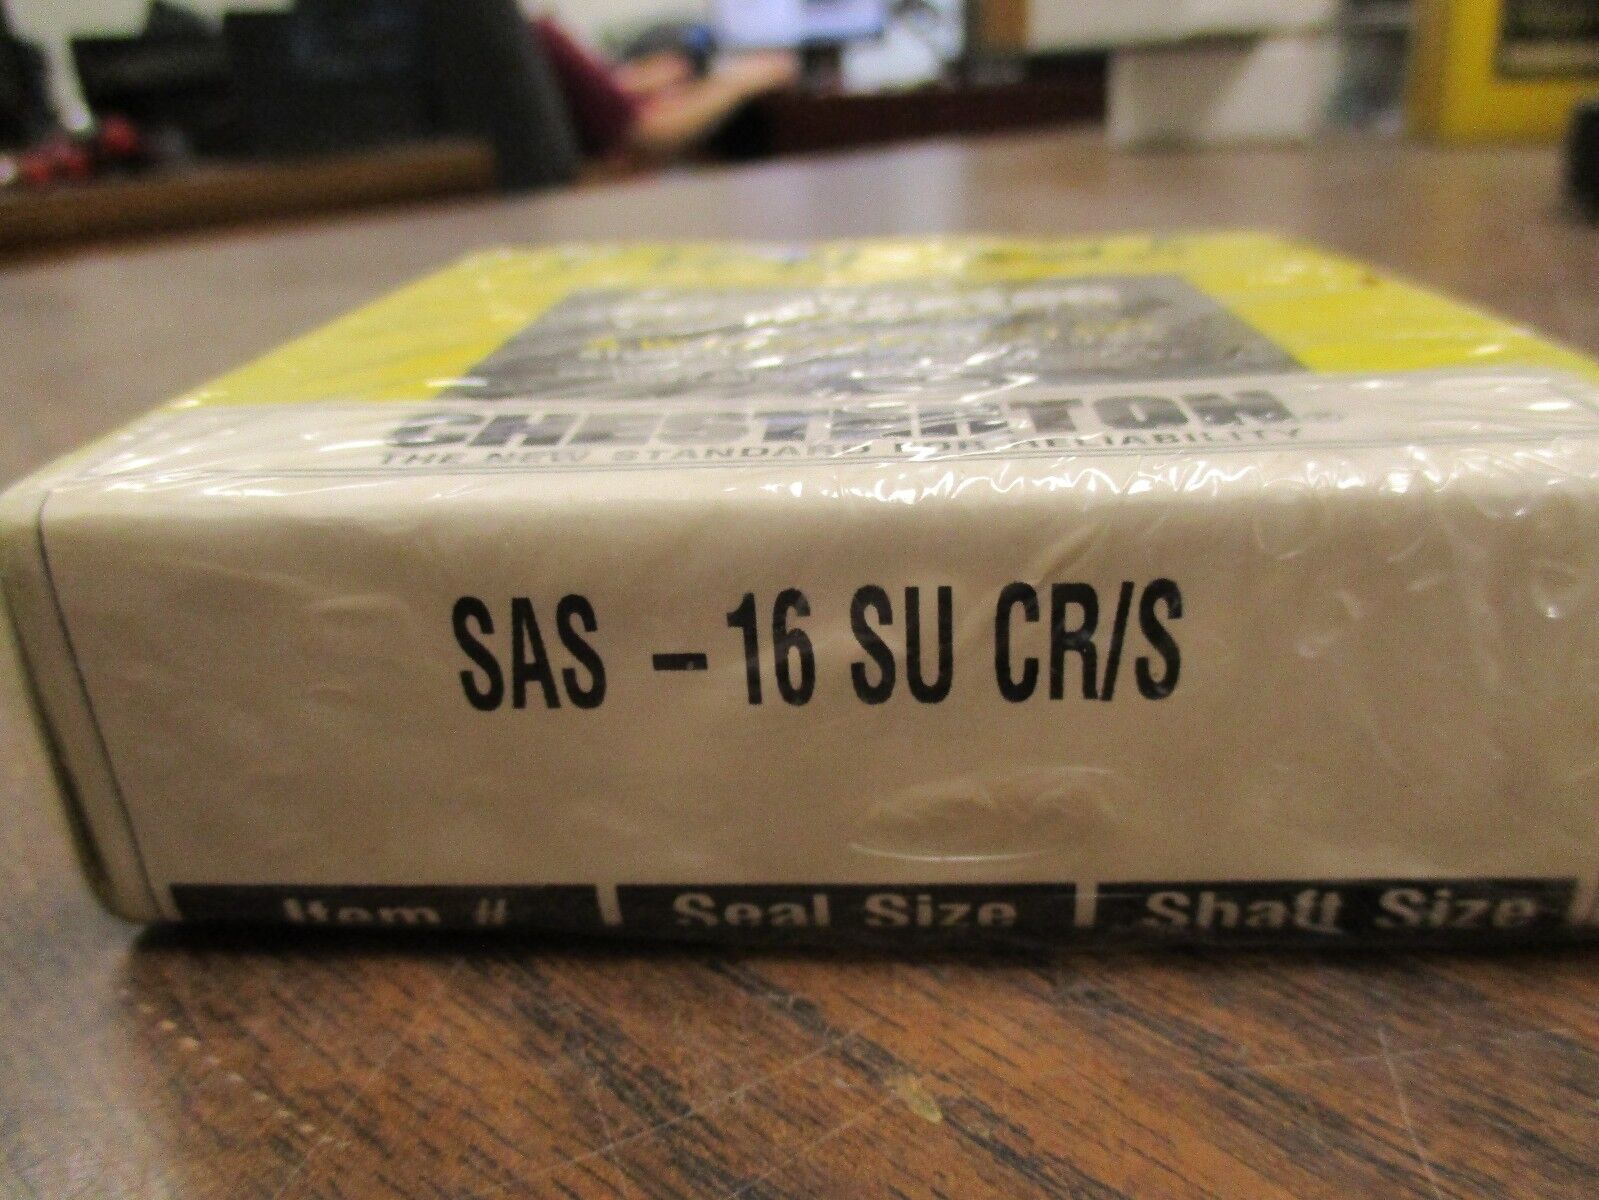 CHESTERTON®
THE NEW STANDARD FOR RELIABILITY
SAS – 16 SU CR/S
Item # Seal Size Shaft Size